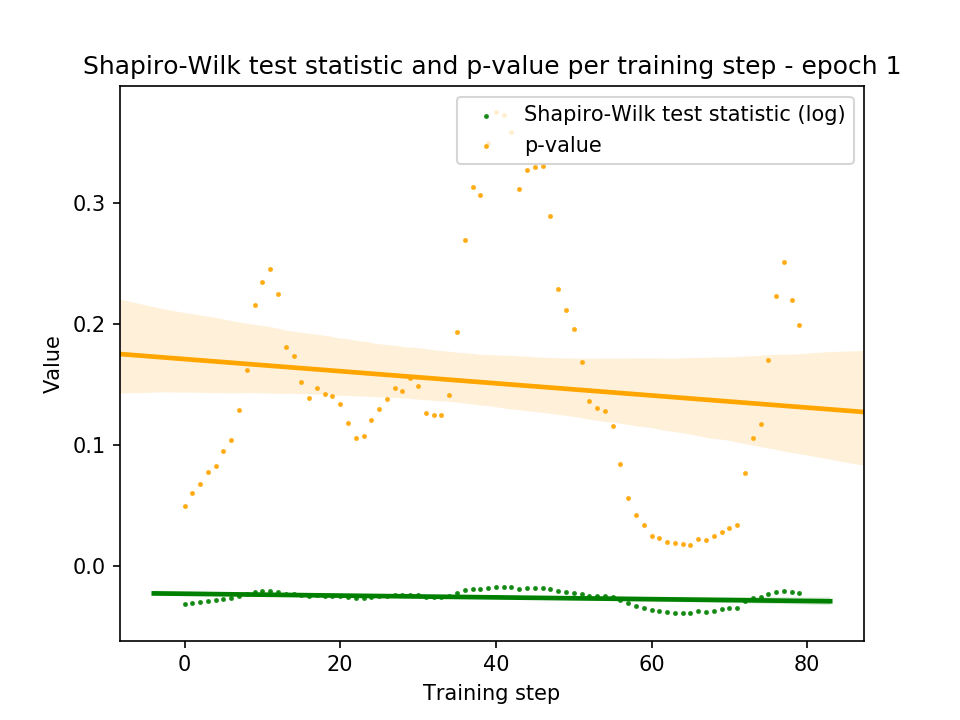 Shapiro-Wilk test statistic and p-value per training step - epoch 1
Shapiro-Wilk test statistic (log)
p-value
0.3
0.2
0.1
0.0
Value
0 20 40 60 80
Training step